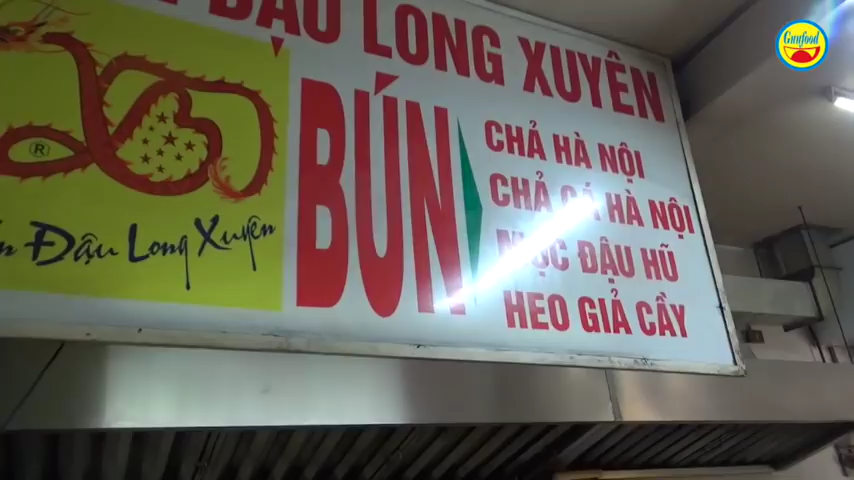 ĐẬU LONG XUYÊN
BÚN
CHẢ HÀ NỘI
CHẢ CÁ HÀ NỘI
ĐẬU HŨ
HEO GIẢ CẦY
®
Đậu Long Xuyên
Gunfood